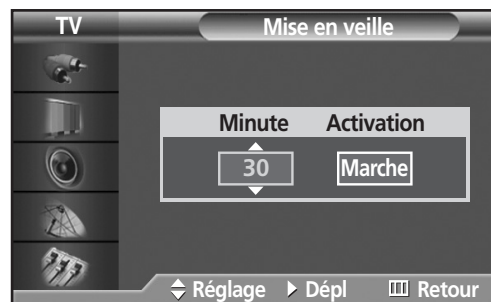 TV Mise en veille
Minute Activation
30 Marche
Réglage Dépl Retour